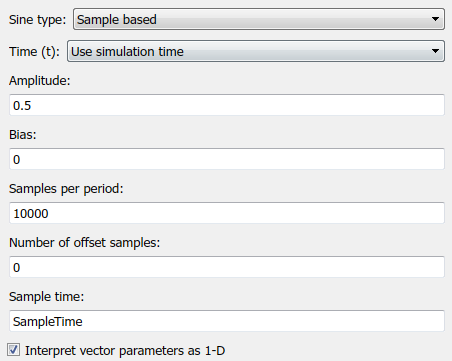 Sine type: Sample based
Time (t): Use simulation time
Amplitude:
0.5
Bias:
0
Samples per period:
10000
Number of offset samples:
0
Sample time:
SampleTime
Interpret vector parameters as 1-D